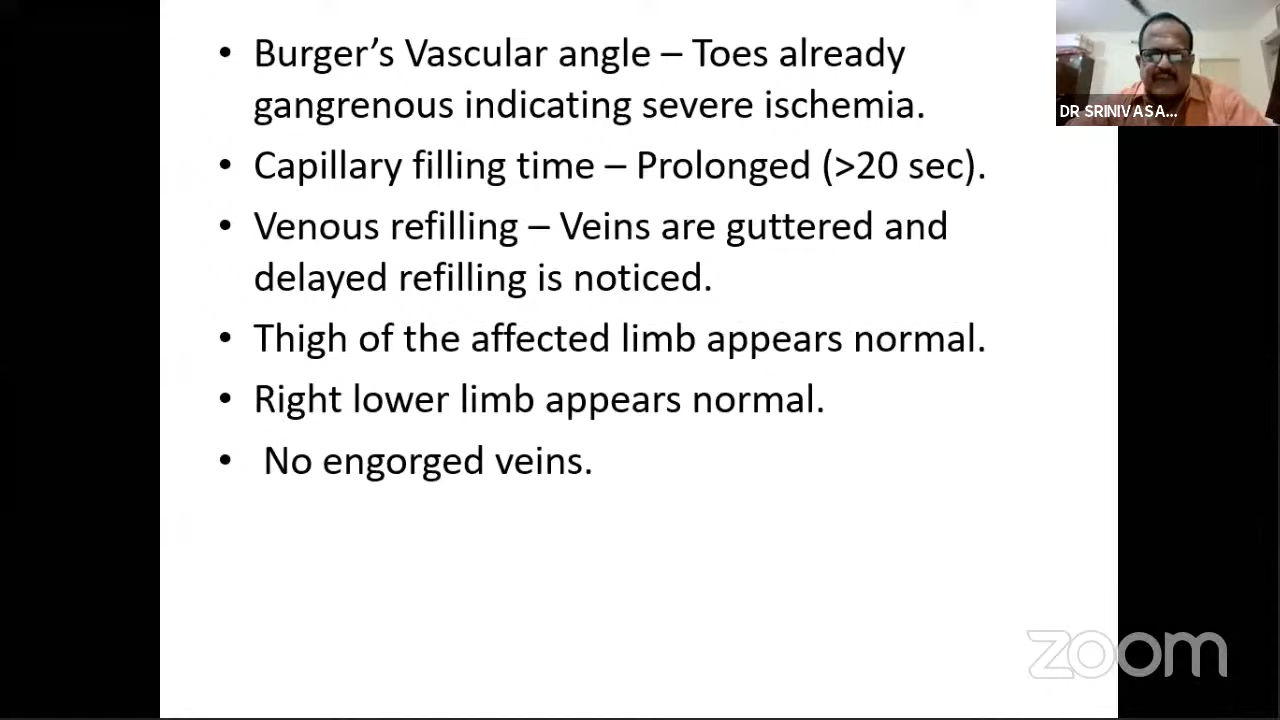 • Burger’s Vascular angle – Toes already
gangrenous indicating severe ischemia.
• Capillary filling time – Prolonged (>20 sec).
• Venous refilling – Veins are guttered and
delayed refilling is noticed.
• Thigh of the affected limb appears normal.
• Right lower limb appears normal.
• No engorged veins.
DR SRINIVASA...
zoom